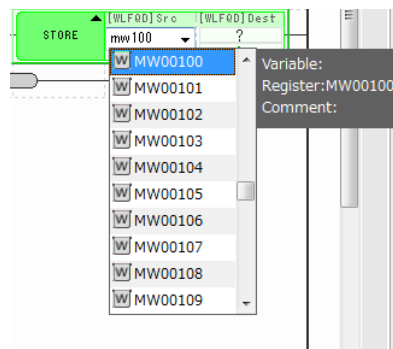 [WLFQD]Src [WLFQD]Dest
STORE mw100 ?
W MW00100
W MW00101
W MW00102
W MW00103
W MW00104
W MW00105
W MW00106
W MW00107
W MW00108
W MW00109
Variable:
Register:MW00100
Comment: